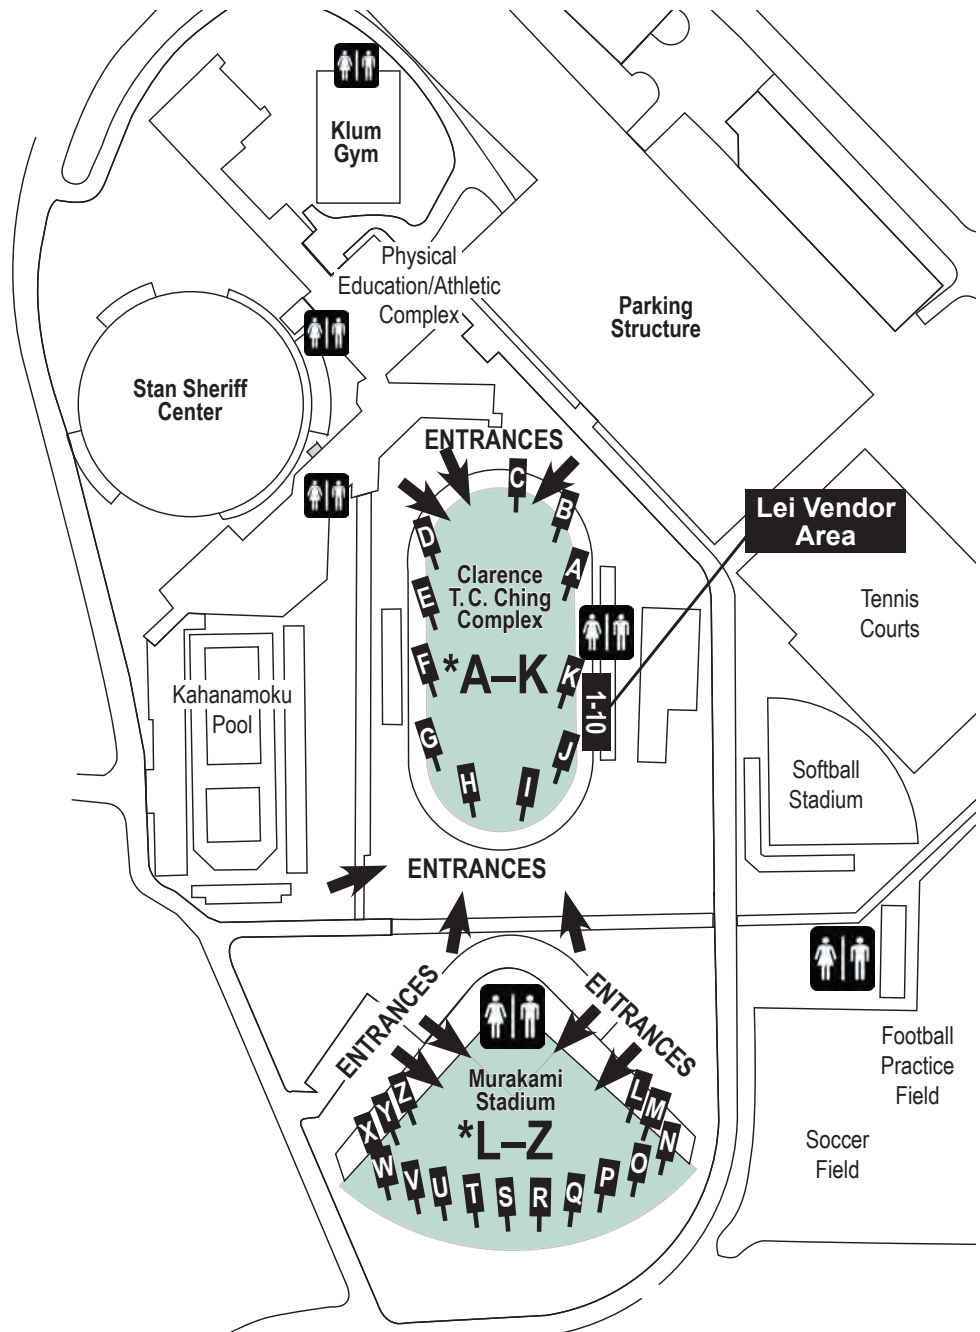 Klum
Gym
Physical
Education/Athletic
Complex
Parking
Structure
Stan Sheriff
Center
ENTRANCES
C
B
D
A
E
Lei Vendor
Area
Clarence
T.C. Ching
Complex
*A–K
F
K
G
J
H
I
1-10
Tennis
Courts
Kahanamoku
Pool
Softball
Stadium
ENTRANCES
ENTRANCES
ENTRANCES
Murakami
Stadium
*L–Z
Z
Y
X
W
V
U
T
S
R
Q
P
O
N
M
L
Football
Practice
Field
Soccer
Field